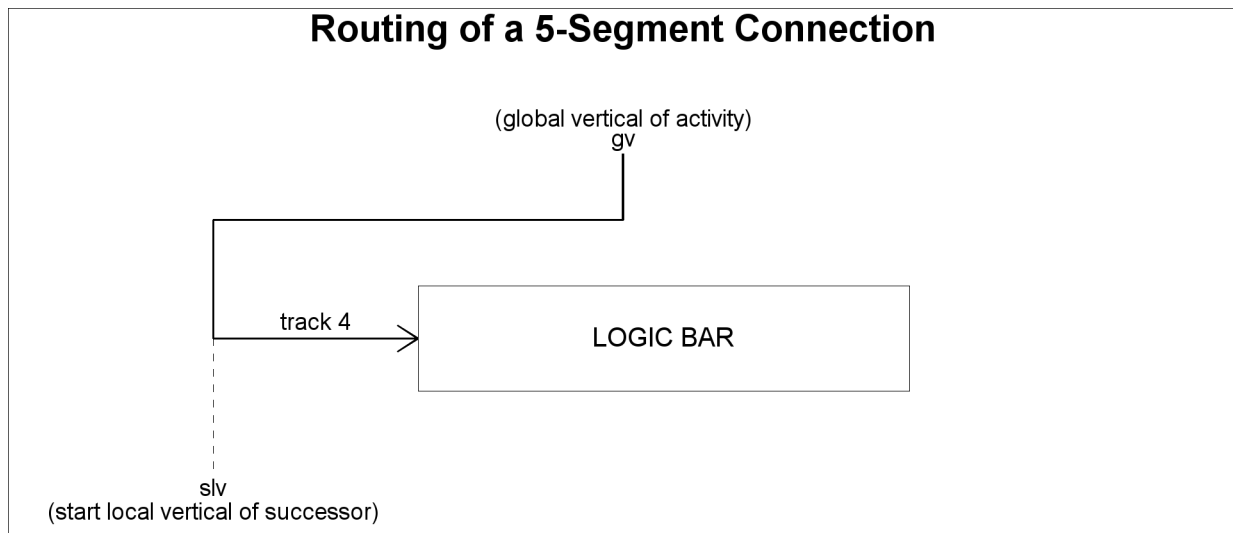 Routing of a 5-Segment Connection
(global vertical of activity)
gv
track 4
LOGIC BAR
slv
(start local vertical of successor)